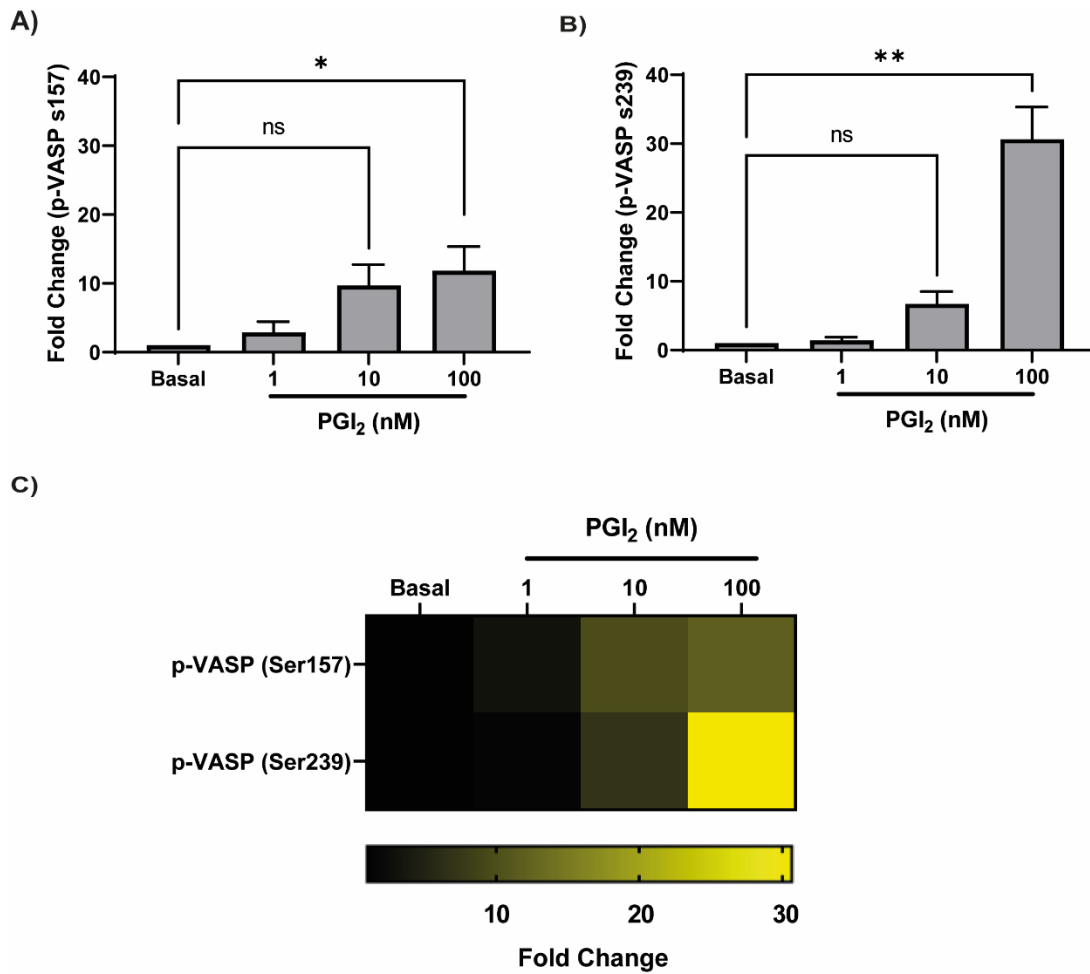 A)
Fold Change (p-VASP s157)
40
30
20
10
0
*
ns
Basal
1
10
100
PGI₂ (nM)
B)
Fold Change (p-VASP s239)
40
30
20
10
0
**
ns
Basal
1
10
100
PGI₂ (nM)
C)
PGI₂ (nM)
Basal 1 10 100
p-VASP (Ser157)
p-VASP (Ser239)
10 20 30
Fold Change